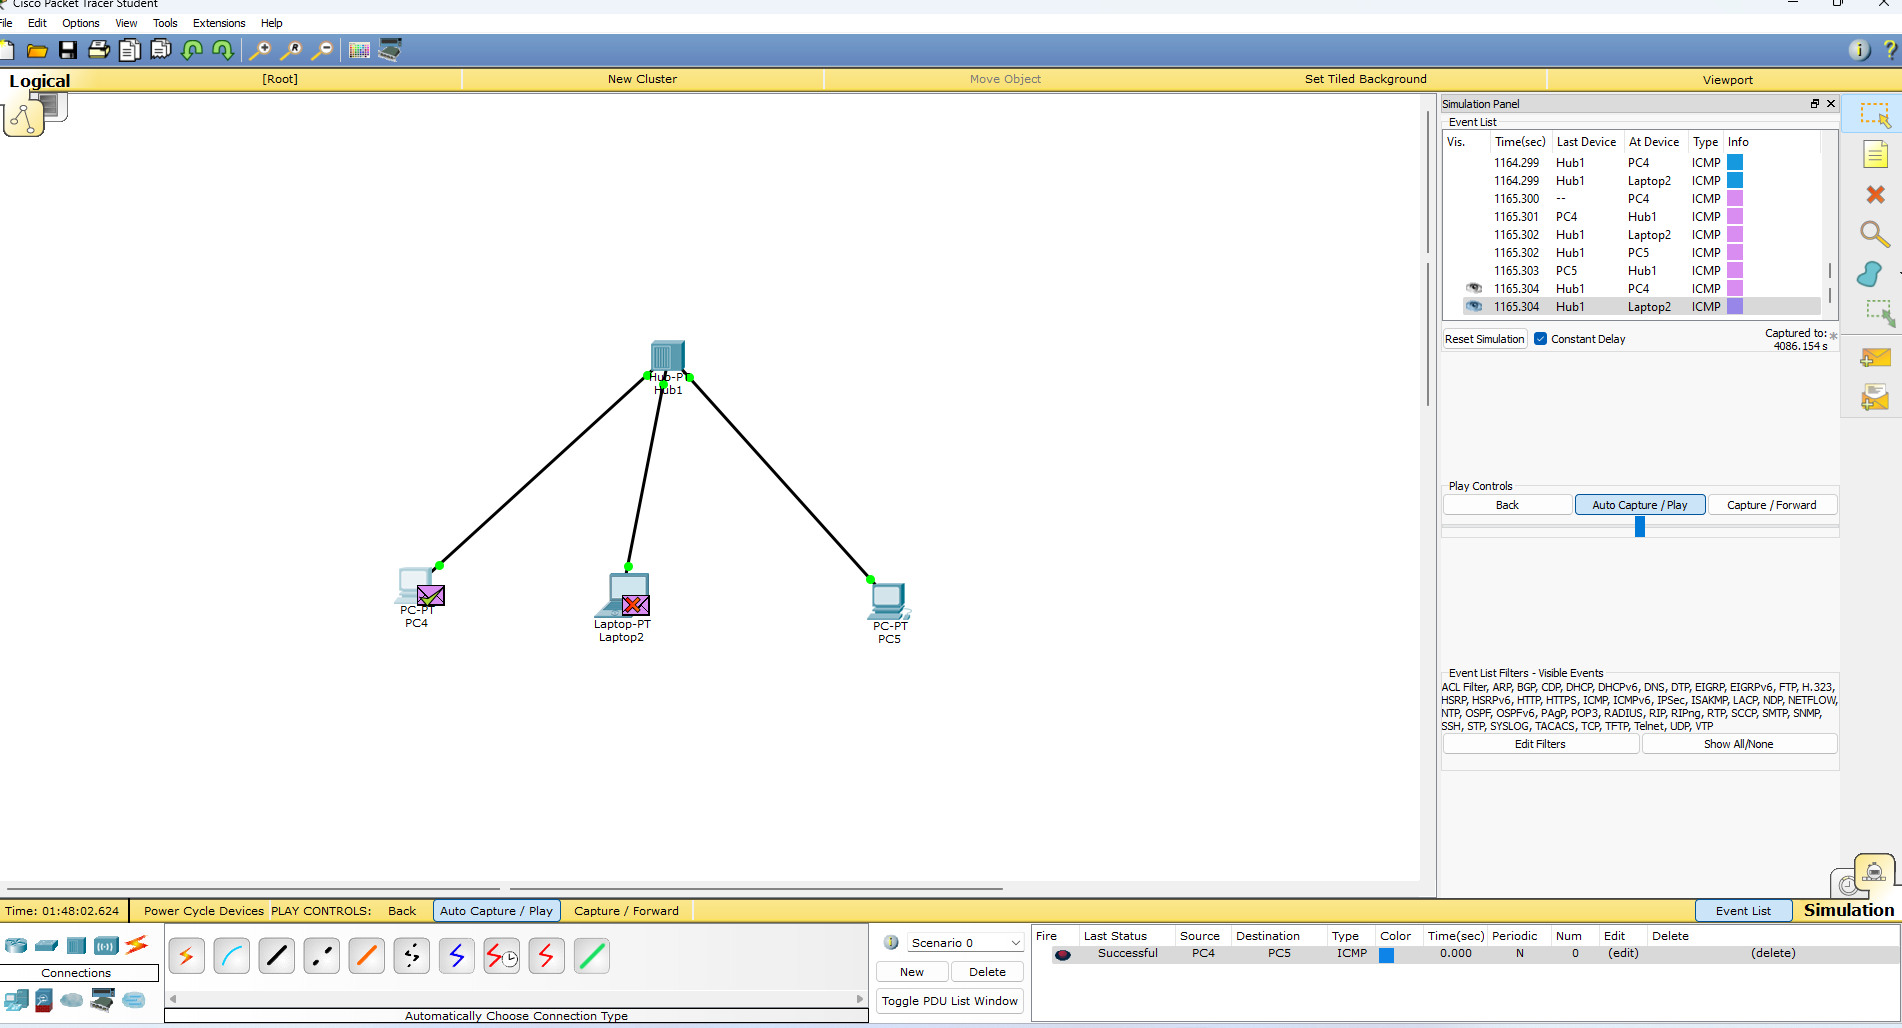 Cisco Packet Tracer Student
File Edit Options View Tools Extensions Help
Logical [Root] New Cluster Move Object Set Tiled Background Viewport
Simulation Panel
Event List
Vis. Time(sec) Last Device At Device Type Info
1164.299 Hub1 PC4 ICMP
1164.299 Hub1 Laptop2 ICMP
1165.300 -- PC4 ICMP
1165.301 PC4 Hub1 ICMP
1165.302 Hub1 Laptop2 ICMP
1165.302 Hub1 PC5 ICMP
1165.303 PC5 Hub1 ICMP
1165.304 Hub1 PC4 ICMP
1165.304 Hub1 Laptop2 ICMP
Reset Simulation Constant Delay Captured to: *
4086.154 s
Hub-PT
Hub1
PC-PT
PC4
Laptop-PT
Laptop2
PC-PT
PC5
Play Controls
Back Auto Capture / Play Capture / Forward
Event List Filters - Visible Events
ACL Filter, ARP, BGP, CDP, DHCP, DHCPv6, DNS, DTP, EIGRP, EIGRPv6, FTP, H.323,
HSRP, HSRPv6, HTTP, HTTPS, ICMP, ICMPv6, IPSec, ISAKMP, LACP, NDP, NETFLOW,
NTP, OSPF, OSPFv6, PAgP, POP3, RADIUS, RIP, RIPng, RTP, SCCP, SMTP, SNMP,
SSH, STP, SYSLOG, TACACS, TCP, TFTP, Telnet, UDP, VTP
Edit Filters Show All/None
Time: 01:48:02.624 Power Cycle Devices PLAY CONTROLS: Back Auto Capture / Play Capture / Forward Event List Simulation
Connections
Automatically Choose Connection Type
Scenario 0
New Delete
Toggle PDU List Window
Fire Last Status Source Destination Type Color Time(sec) Periodic Num Edit Delete
Successful PC4 PC5 ICMP 0.000 N 0 (edit) (delete)